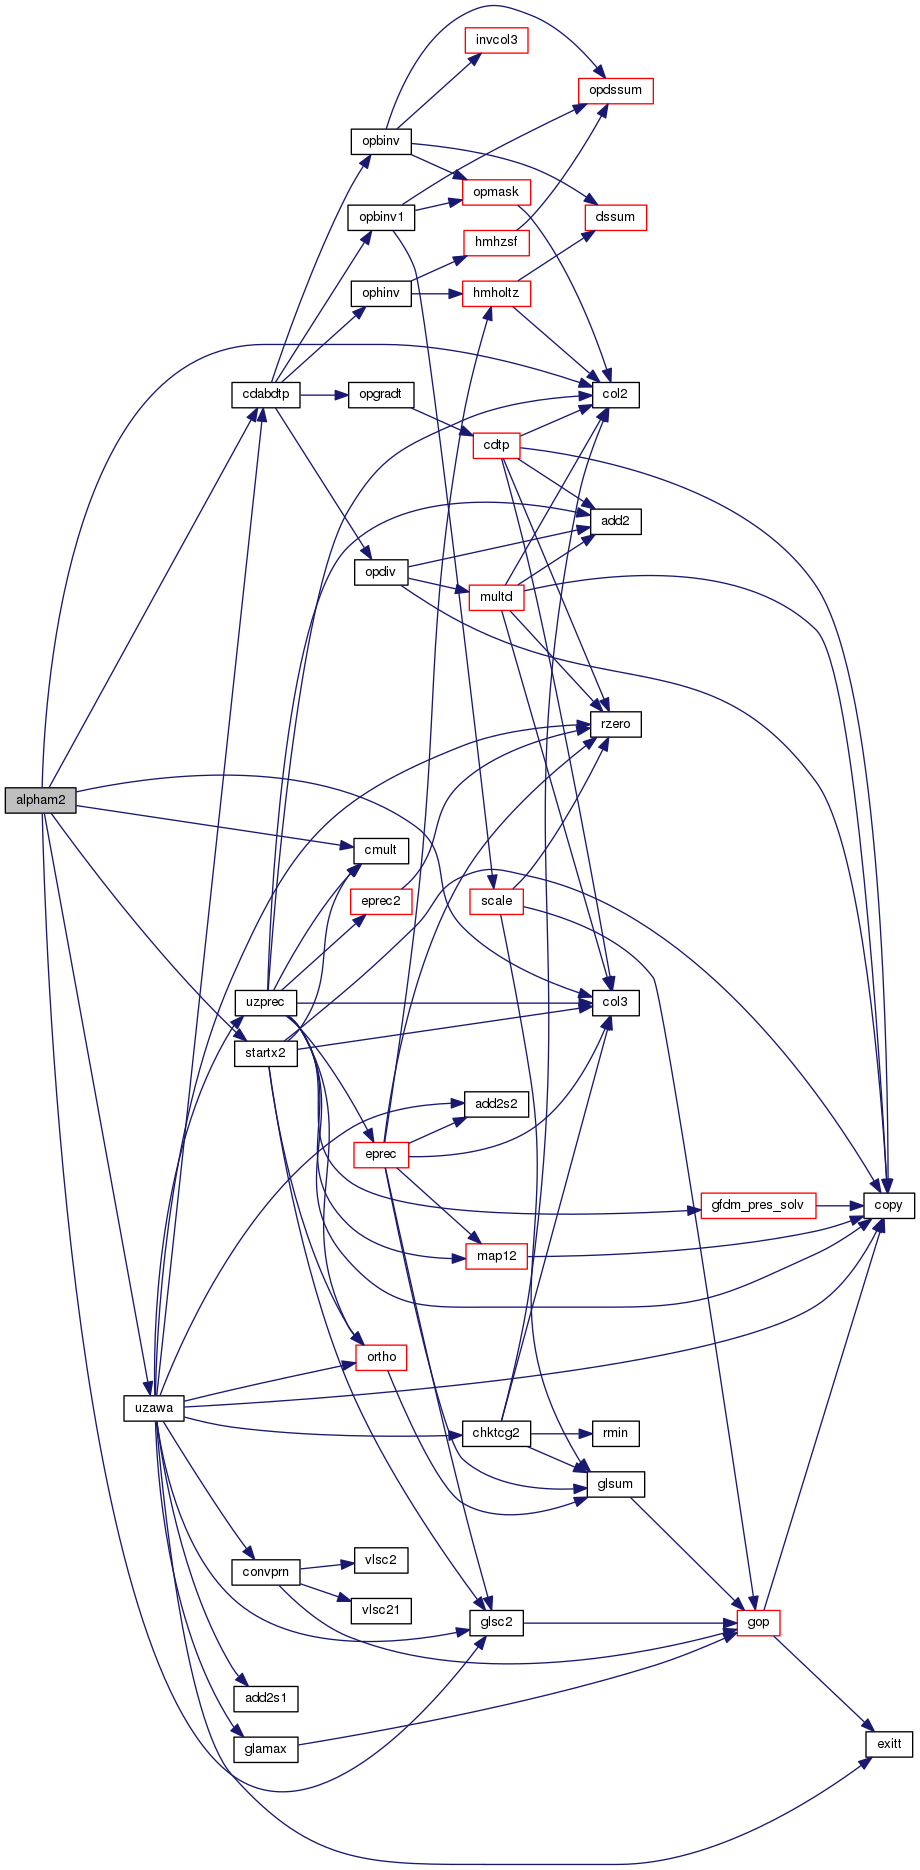 invcol3
opdssum
opbinv
opmask
opbinv1
dssum
hmhzsf
ophinv
hmholtz
cdabdtp
opgradt
col2
cdtp
add2
opdiv
multd
rzero
alpham2
cmult
eprec2
scale
uzprec
col3
startx2
add2s2
eprec
gfdm_pres_solv
copy
map12
ortho
uzawa
chktcg2
rmin
glsum
vlsc2
convprn
vlsc21
glsc2
gop
add2s1
glamax
exitt